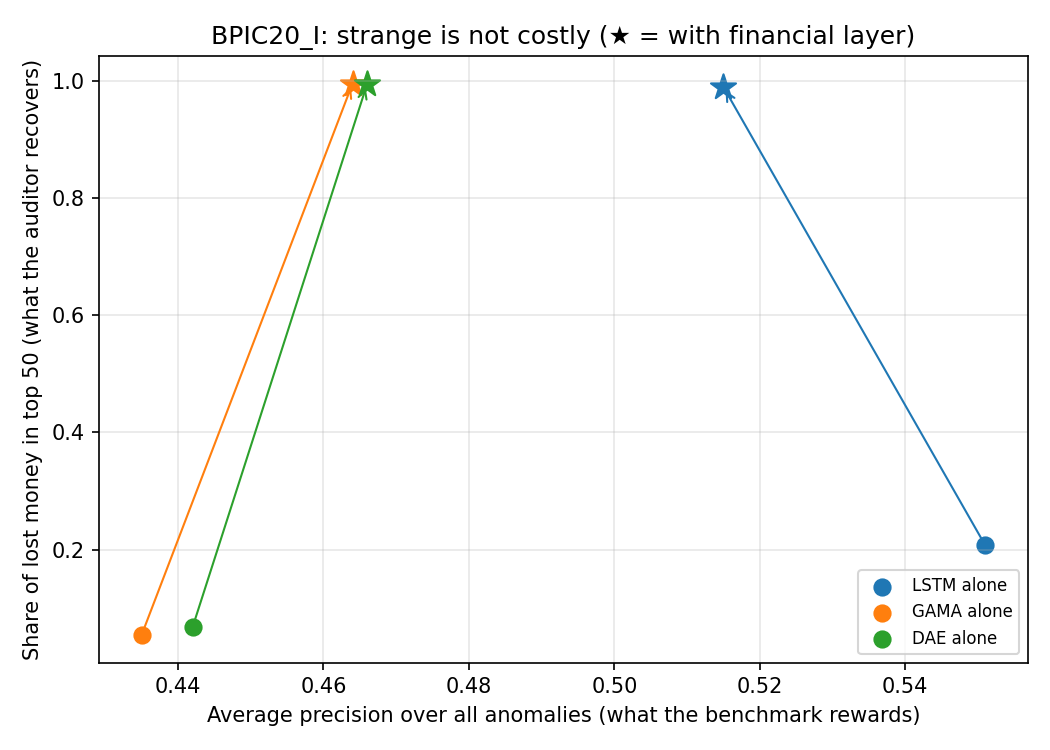 BPIC20_I: strange is not costly (★ = with financial layer)
Share of lost money in top 50 (what the auditor recovers)
1.0
0.8
0.6
0.4
0.2
LSTM alone
GAMA alone
DAE alone
0.44 0.46 0.48 0.50 0.52 0.54
Average precision over all anomalies (what the benchmark rewards)